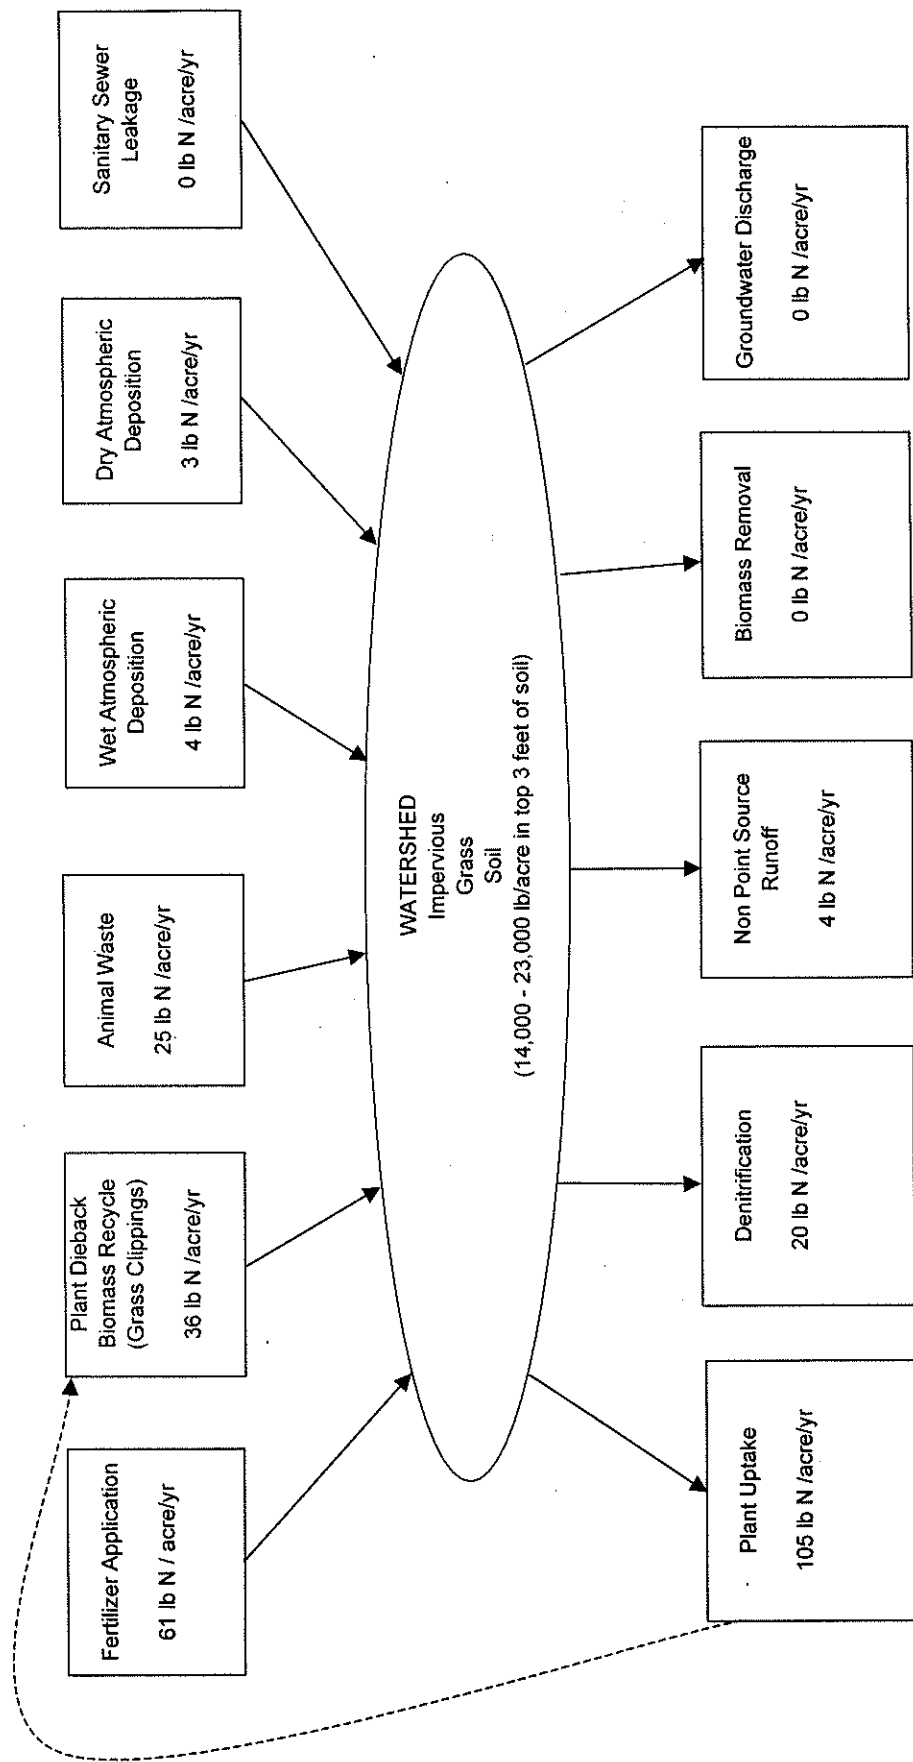 Fertilizer Application
61 lb N / acre/yr
Plant Dieback
Biomass Recycle
(Grass Clippings)
36 lb N /acre/yr
Animal Waste
25 lb N /acre/yr
Wet Atmospheric
Deposition
4 lb N /acre/yr
Dry Atmospheric
Deposition
3 lb N /acre/yr
Sanitary Sewer
Leakage
0 lb N /acre/yr
WATERSHED
Impervious
Grass
Soil
(14,000 - 23,000 lb/acre in top 3 feet of soil)
Plant Uptake
105 lb N /acre/yr
Denitrification
20 lb N /acre/yr
Non Point Source
Runoff
4 lb N /acre/yr
Biomass Removal
0 lb N /acre/yr
Groundwater Discharge
0 lb N /acre/yr